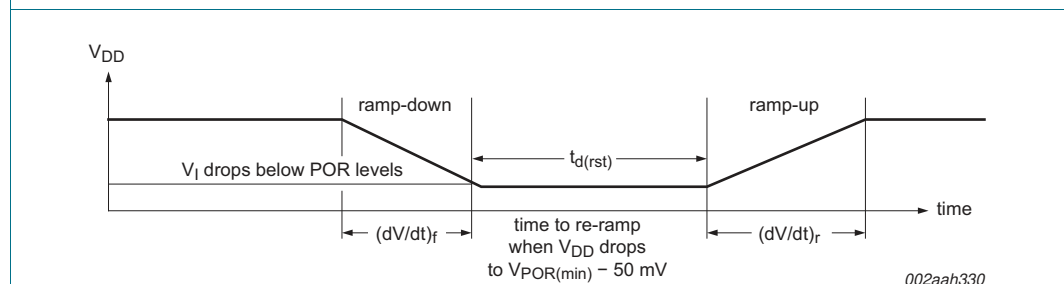 VDD
ramp-down
ramp-up
VI drops below POR levels
td(rst)
time
(dV/dt)f
time to re-ramp
when VDD drops
to VPOR(min) − 50 mV
(dV/dt)r
002aah330